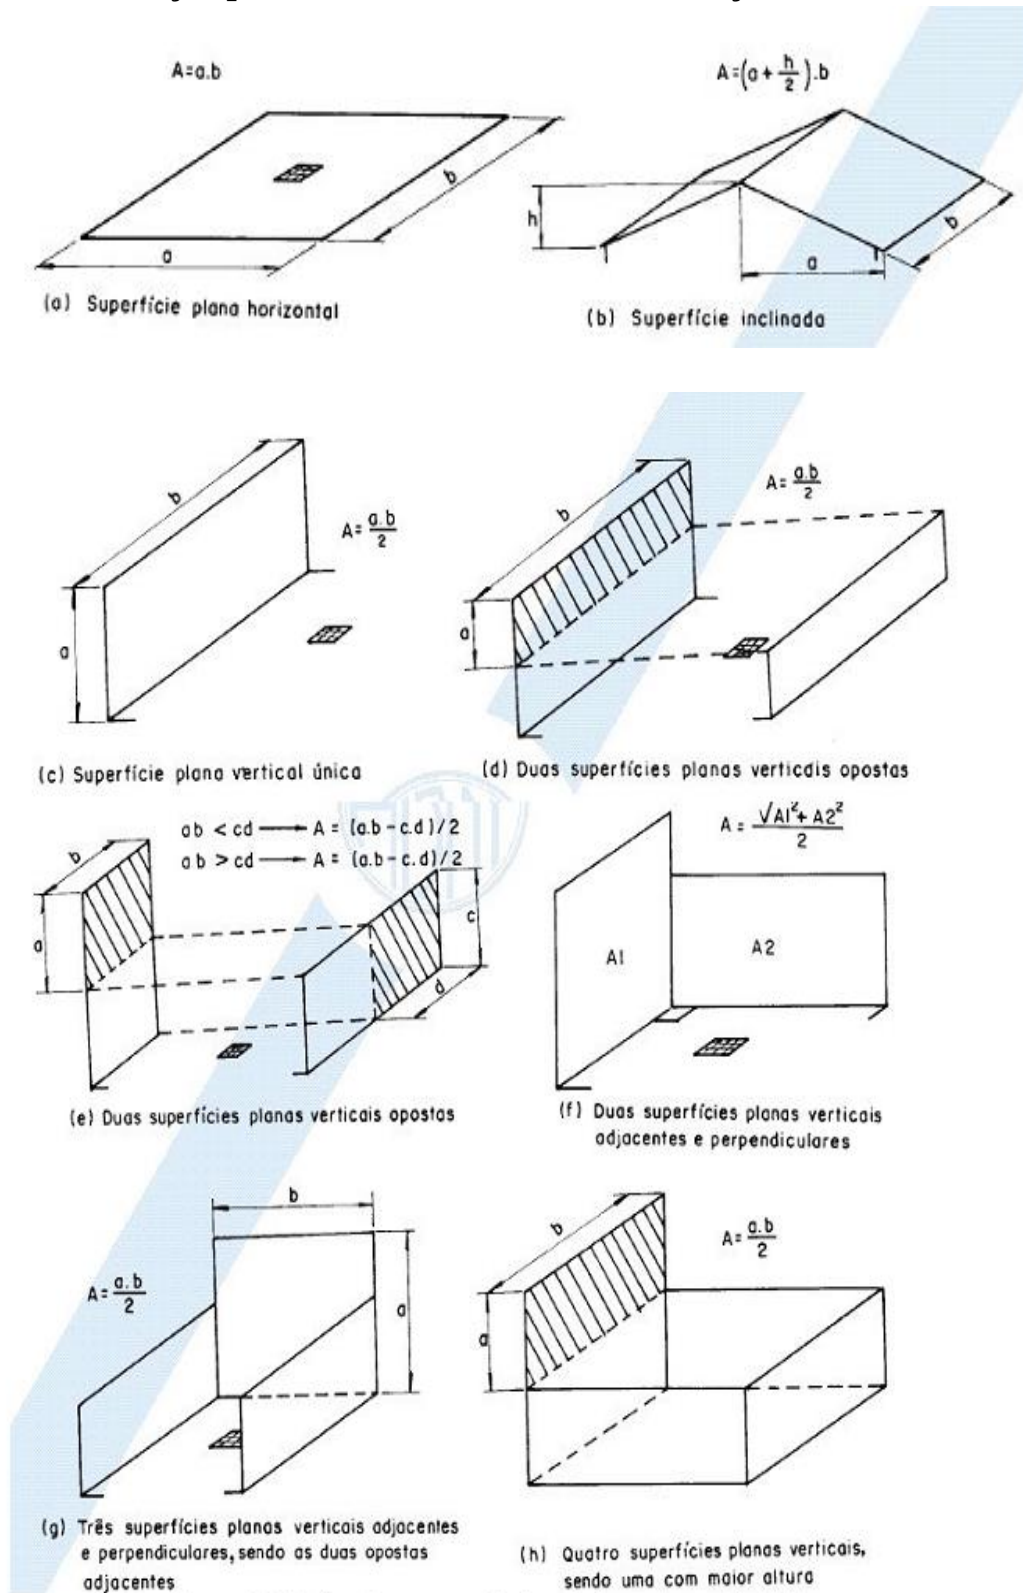 A=a.b
a
b
(a) Superfície plana horizontal
A=(a+h/2).b
h
a
b
(b) Superfície inclinada
b
a
A=a.b/2
(c) Superfície plana vertical única
b
a
A=a.b/2
(d) Duas superfícies planas verticais opostas
ab < cd → A = (a.b-c.d)/2
ab > cd → A = (a.b-c.d)/2
b
a
c
d
(e) Duas superfícies planas verticais opostas
A = √A1²+A2²/2
A1
A2
(f) Duas superfícies planas verticais
adjacentes e perpendiculares
b
A=a.b/2
a
(g) Três superfícies planas verticais adjacentes
e perpendiculares, sendo as duas opostas
adjacentes
b
A=a.b/2
a
(h) Quatro superfícies planas verticais,
sendo uma com maior altura